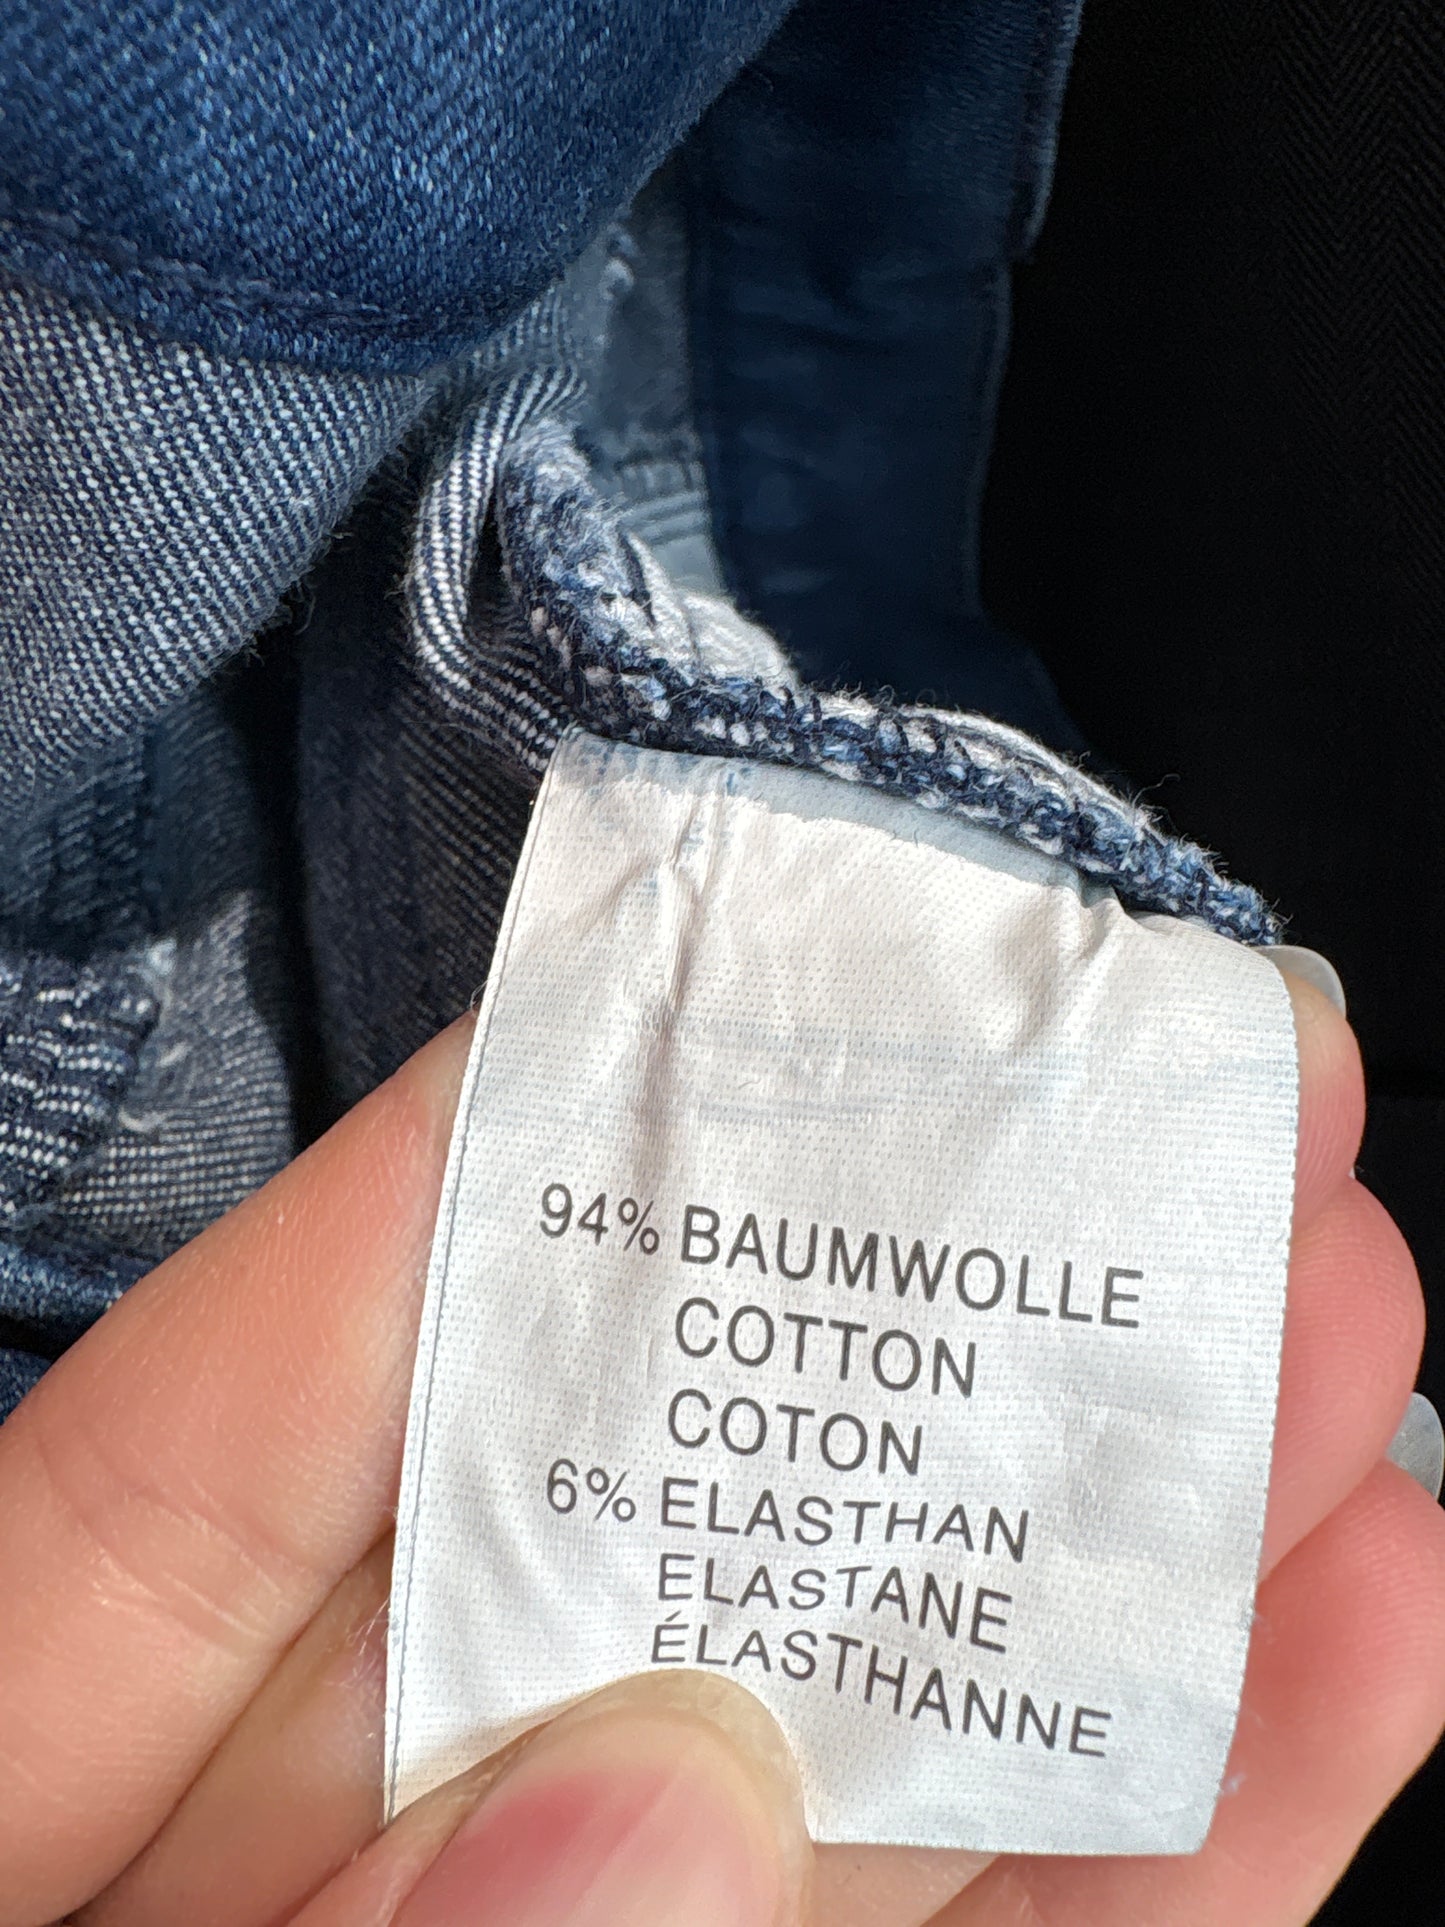 94% BAUMWOLLE
COTTON
COTON
6% ELASTHAN
ELASTANE
ÉLASTHANNE